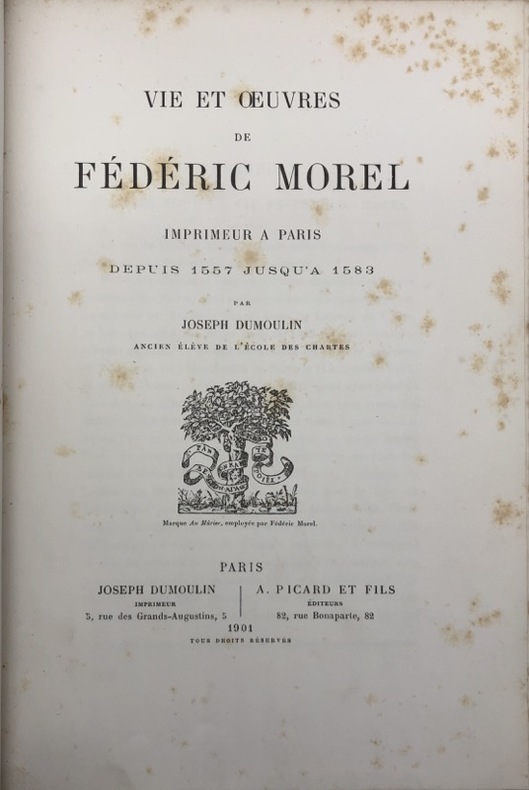 VIE ET ŒUVRES
DE
FÉDÉRIC MOREL
IMPRIMEUR A PARIS
DEPUIS 1557 JUSQU'A 1583
PAR
JOSEPH DUMOULIN
ANCIEN ÉLÈVE DE L'ÉCOLE DES CHARTES
Marque Au Mûrier, employée par Fédéric Morel.
PARIS
JOSEPH DUMOULIN
IMPRIMEUR
5, rue des Grands-Augustins, 5
A. PICARD ET FILS
ÉDITEURS
82, rue Bonaparte, 82
1901
TOUS DROITS RÉSERVÉS